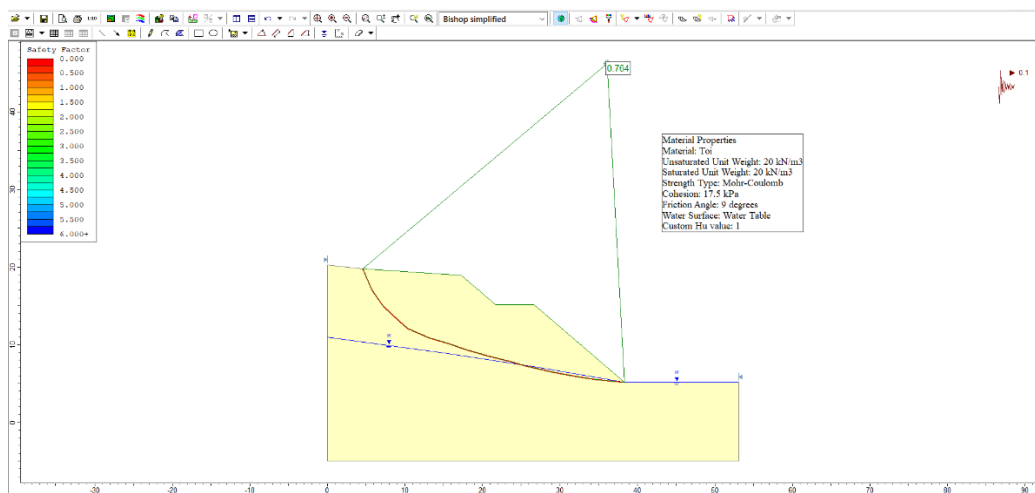 1:10
Bishop simplified
Safety Factor
0.000
0.500
1.000
1.500
2.000
2.500
3.000
3.500
4.000
4.500
5.000
5.500
6.000+
0.764
0.1
Material Properties
Material: Toi
Unsaturated Unit Weight: 20 kN/m3
Saturated Unit Weight: 20 kN/m3
Strength Type: Mohr-Coulomb
Cohesion: 17.5 kPa
Friction Angle: 9 degrees
Water Surface: Water Table
Custom Hu value: 1
40
30
20
10
0
W
W
-30
-20
-10
0
10
20
30
40
50
60
70
80
90